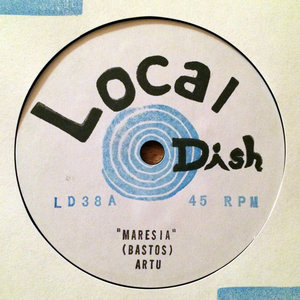 Local
Dish
LD38A 45 RPM
"MARESIA"
(BASTOS)
ARTU